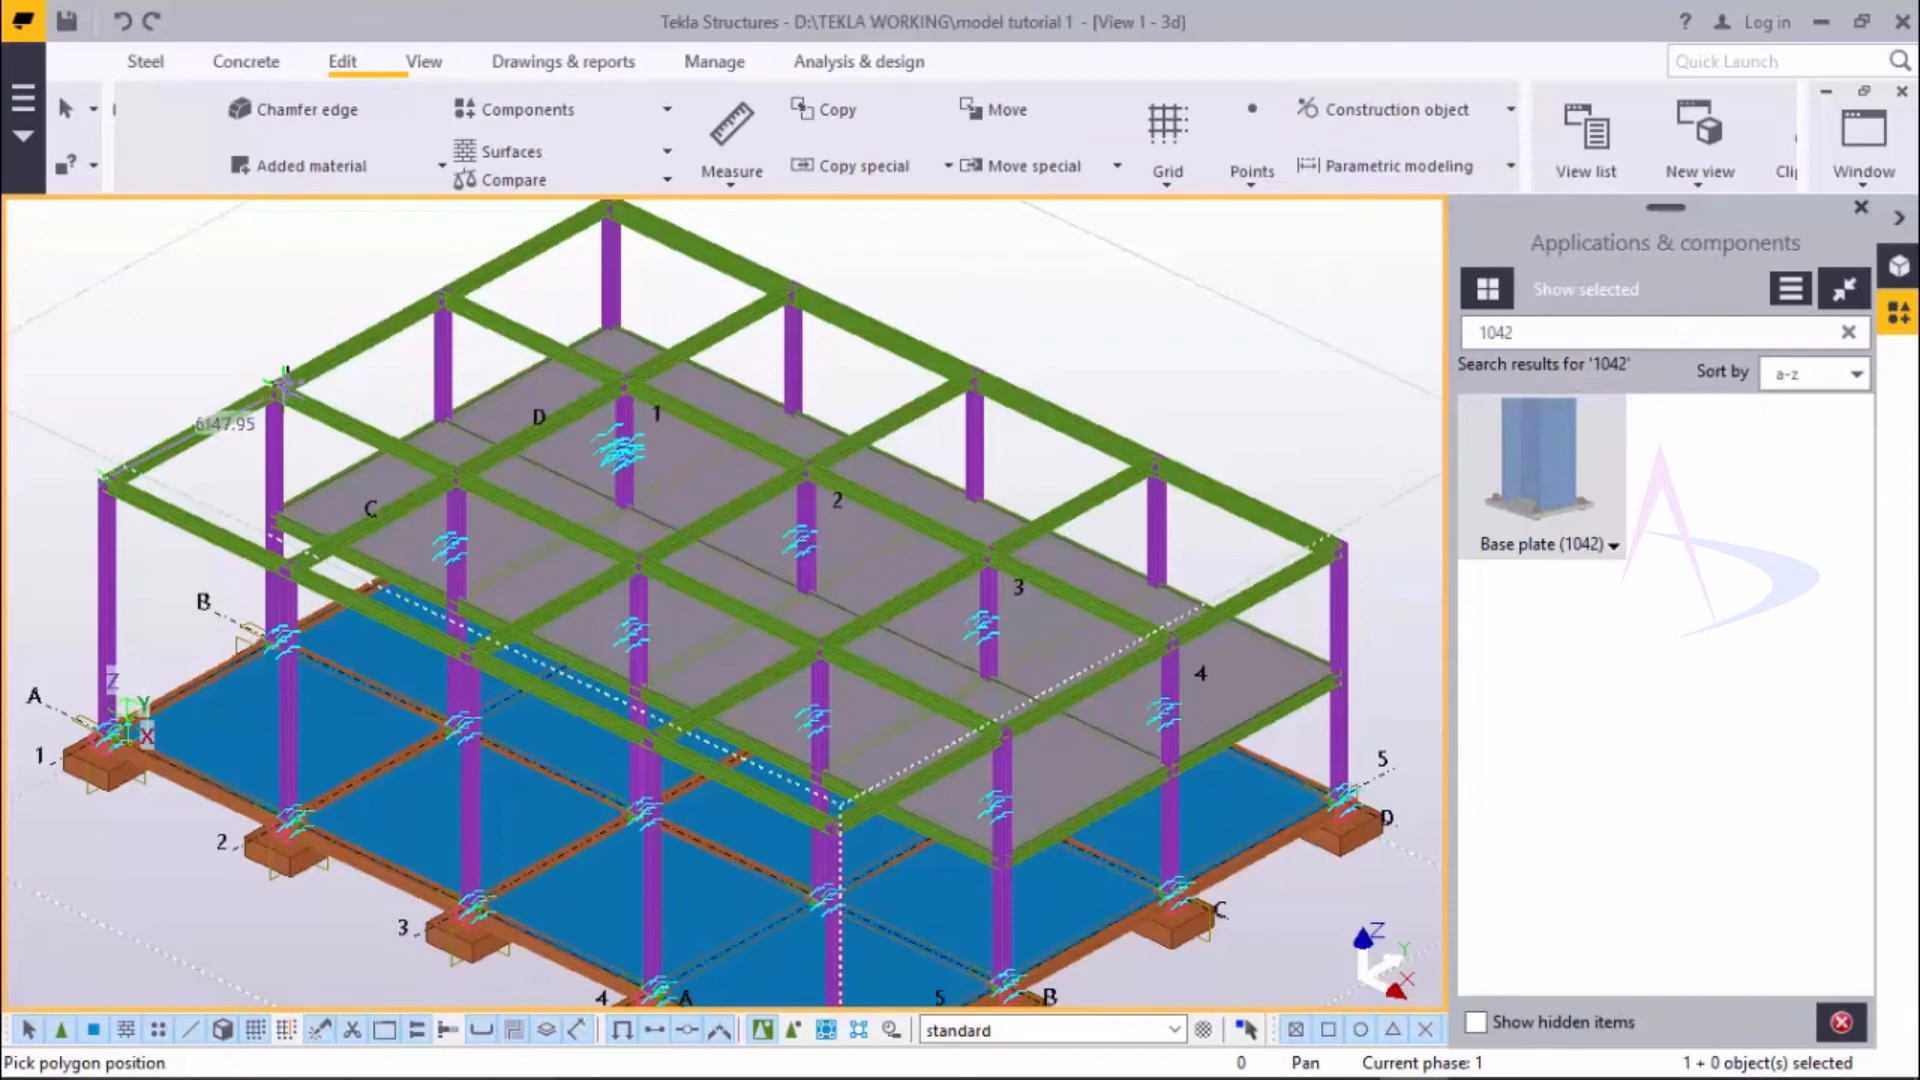 Tekla Structures - D:\TEKLA WORKING\model tutorial 1 - [View 1 - 3d]
? Log in
Steel Concrete Edit View Drawings & reports Manage Analysis & design
Quick Launch
Chamfer edge
Components
Copy
Move
Construction object
Surfaces
Added material
Compare
Measure
Copy special
Move special
Grid
Points
Parametric modeling
View list
New view
Window
Applications & components
Show selected
1042
Search results for '1042'
Sort by
a-z
Base plate (1042)
Show hidden items
6147.95
D
1
C
2
B
3
A
4
Z
Y
X
1
5
D
2
C
3
Z
Y
X
4
A
5
B
standard
Pick polygon position
0
Pan
Current phase: 1
1 + 0 object(s) selected